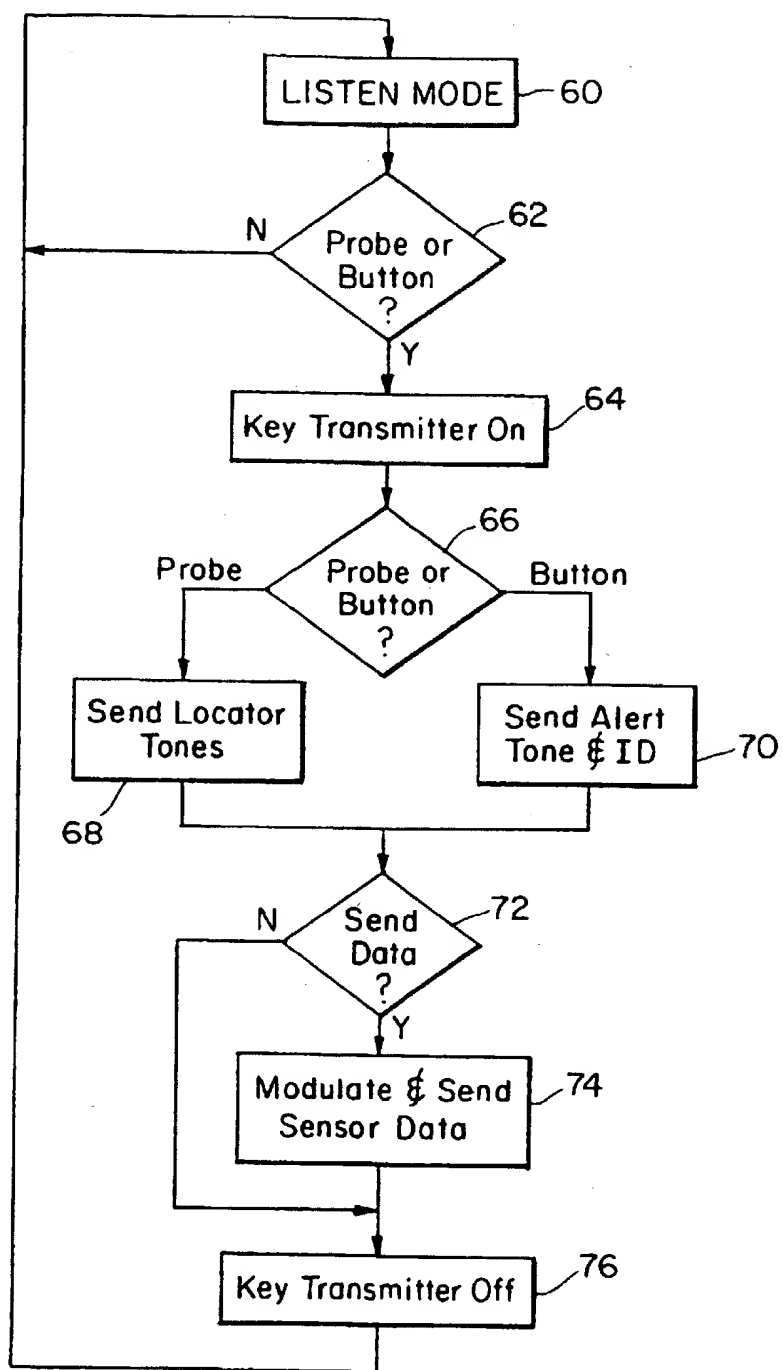 LISTEN MODE
60
62
N
Probe or
Button
?
Y
64
Key Transmitter On
66
Probe
Button
Probe or
Button
?
Send Locator
Tones
Send Alert
Tone & ID
70
68
72
N
Send
Data
?
Y
Modulate & Send
Sensor Data
74
76
Key Transmitter Off